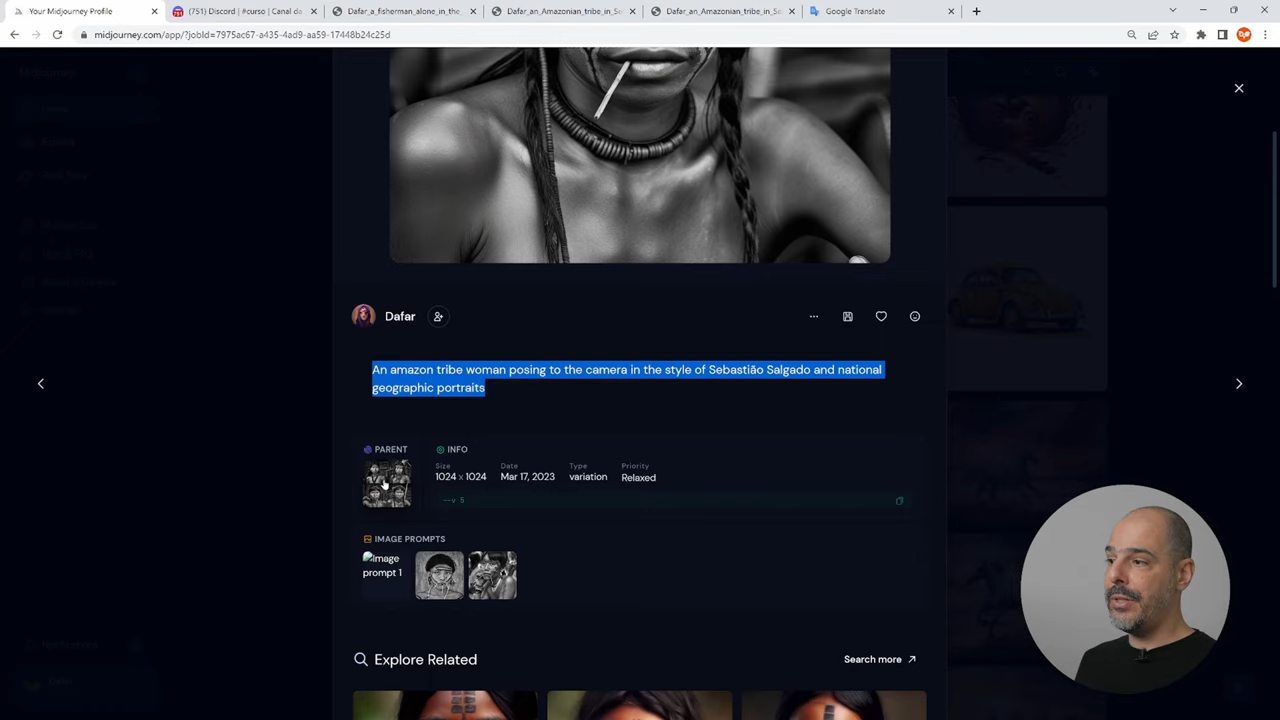 Your Midjourney Profile
(751) Discord | #curso | Canal da
Dafar_a_fisherman_alone_in_the_
Dafar_an_Amazonian_tribe_in_Se
Dafar_an_Amazonian_tribe_in_Se
Google Translate
midjourney.com/app/?jobId=7975ac67-a435-4ad9-aa59-17448b24c25d
Midjourney
Dafar
An amazon tribe woman posing to the camera in the style of Sebastião Salgado and national
geographic portraits
PARENT
INFO
Size
1024 x 1024
Date
Mar 17, 2023
Type
variation
Priority
Relaxed
--v 5
IMAGE PROMPTS
Image
prompt 1
Explore Related
Search more